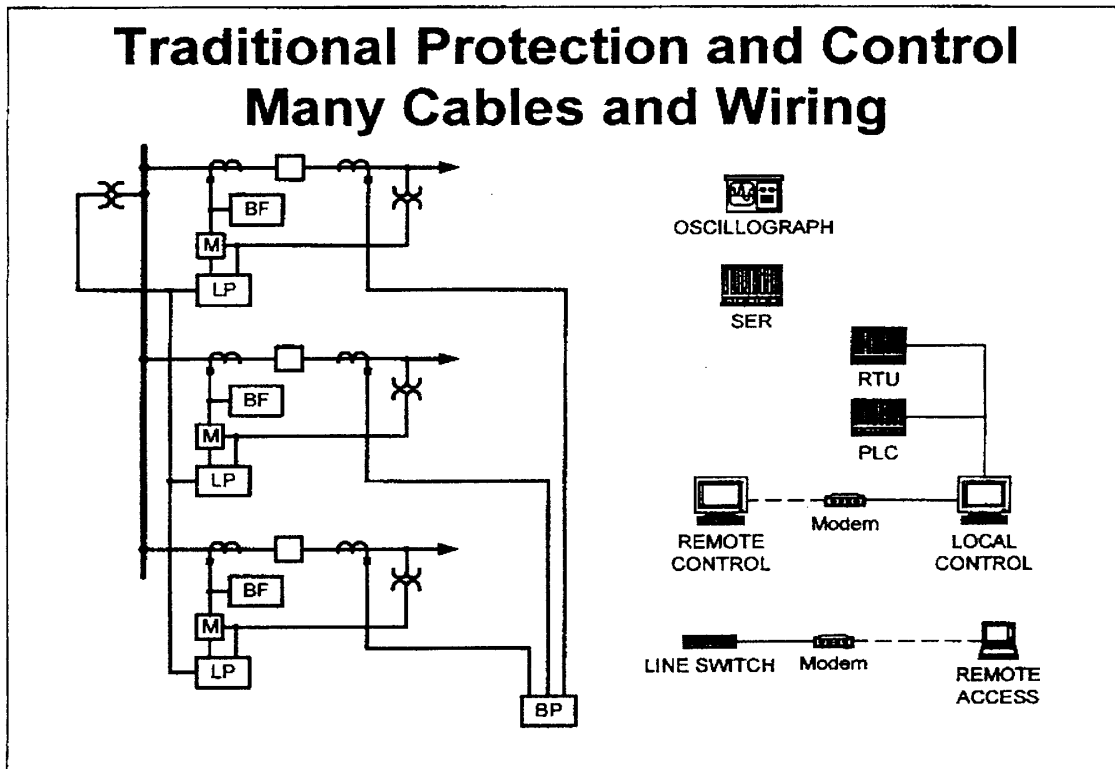 Traditional Protection and Control
Many Cables and Wiring
BF
M
LP
BF
M
LP
BF
M
LP
BP
OSCILLOGRAPH
SER
RTU
PLC
Modem
REMOTE
CONTROL
LOCAL
CONTROL
LINE SWITCH
Modem
REMOTE
ACCESS